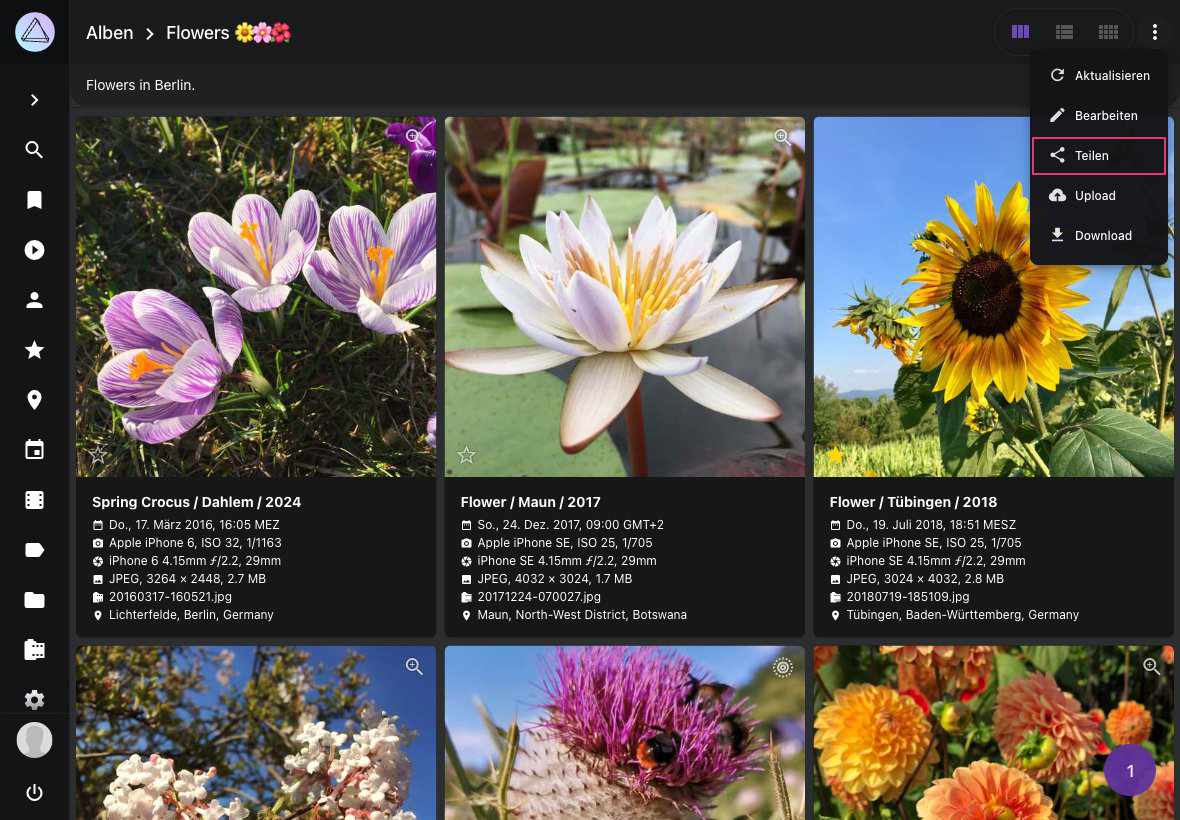 Alben > Flowers 🌼🌸🌺
Flowers in Berlin.
Aktualisieren
Bearbeiten
Teilen
Upload
Download
Spring Crocus / Dahlem / 2024
Do., 17. März 2016, 16:05 MEZ
Apple iPhone 6, ISO 32, 1/1163
iPhone 6 4.15mm ƒ/2.2, 29mm
JPEG, 3264 × 2448, 2.7 MB
20160317-160521.jpg
Lichterfelde, Berlin, Germany
Flower / Maun / 2017
So., 24. Dez. 2017, 09:00 GMT+2
Apple iPhone SE, ISO 25, 1/705
iPhone SE 4.15mm ƒ/2.2, 29mm
JPEG, 4032 × 3024, 1.7 MB
20171224-070027.jpg
Maun, North-West District, Botswana
Flower / Tübingen / 2018
Do., 19. Juli 2018, 18:51 MESZ
Apple iPhone SE, ISO 25, 1/705
iPhone SE 4.15mm ƒ/2.2, 29mm
JPEG, 3024 × 4032, 2.8 MB
20180719-185109.jpg
Tübingen, Baden-Württemberg, Germany
1